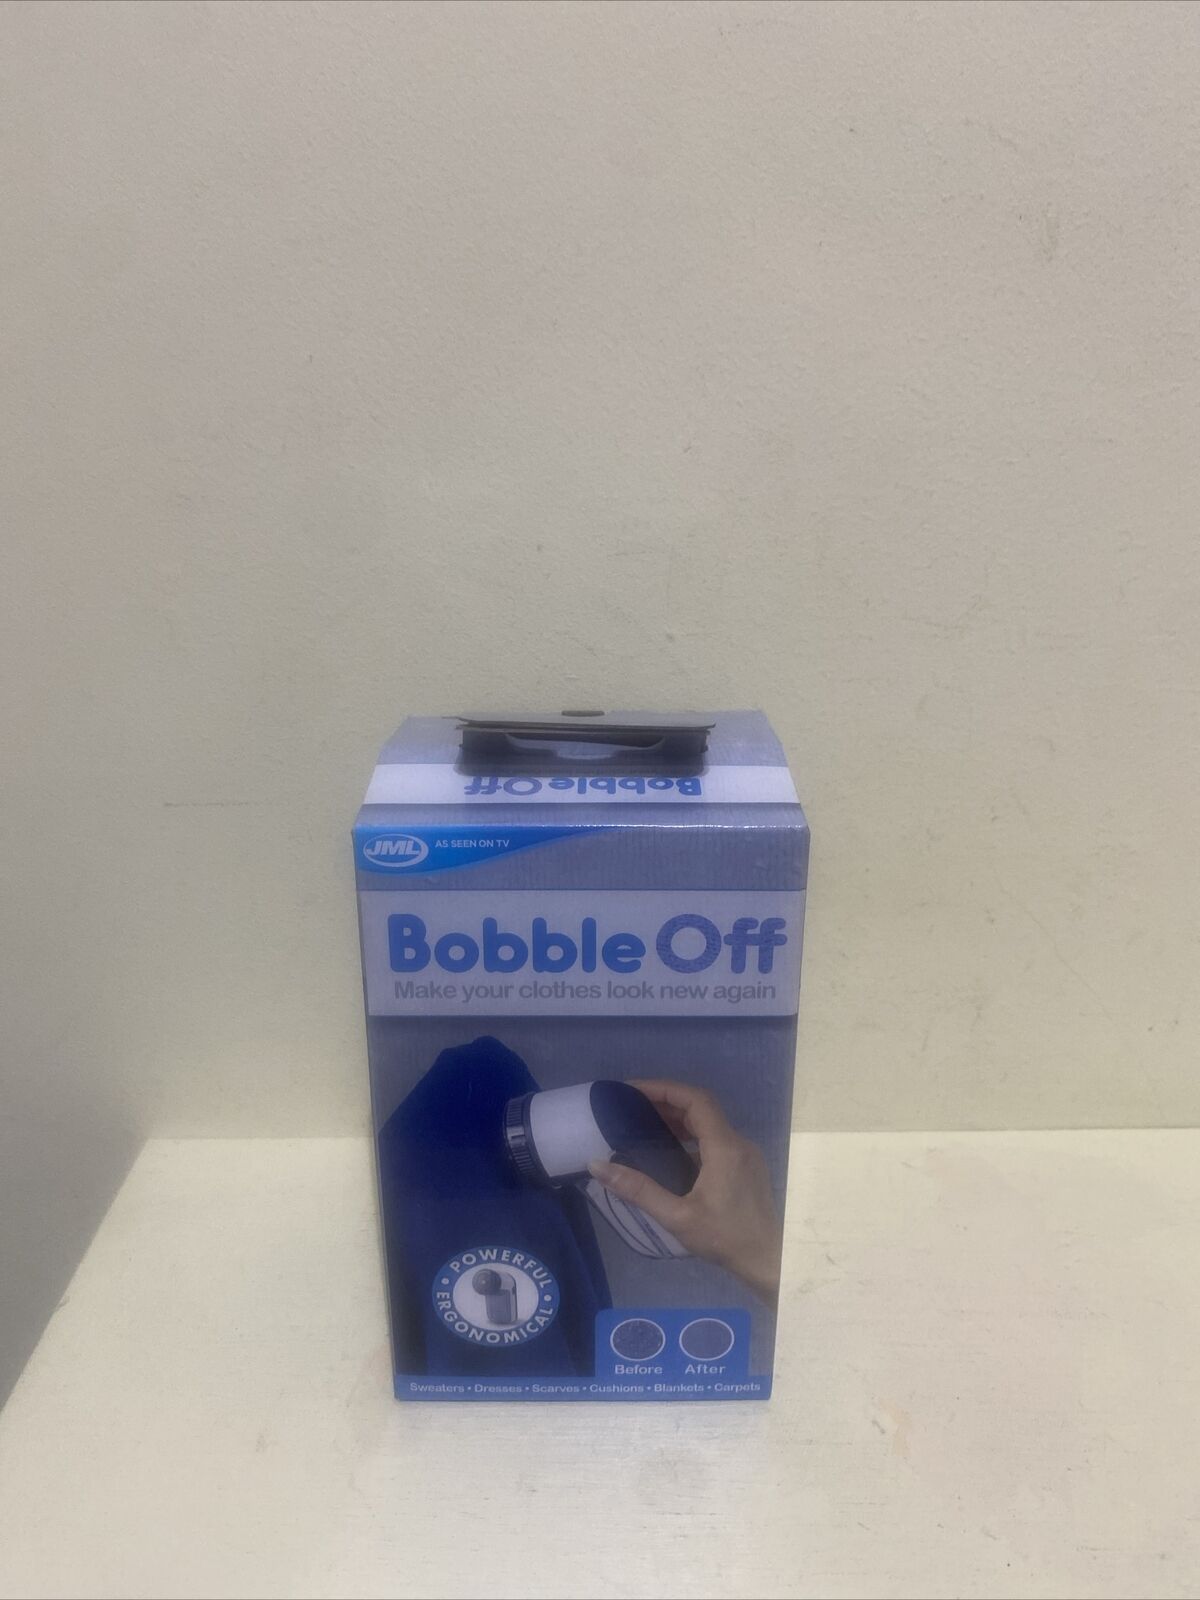 Bobble Off
JML AS SEEN ON TV
Bobble Off
Make your clothes look new again
POWERFUL
ERGONOMICAL
Before After
Sweaters • Dresses • Scarves • Cushions • Blankets • Carpets